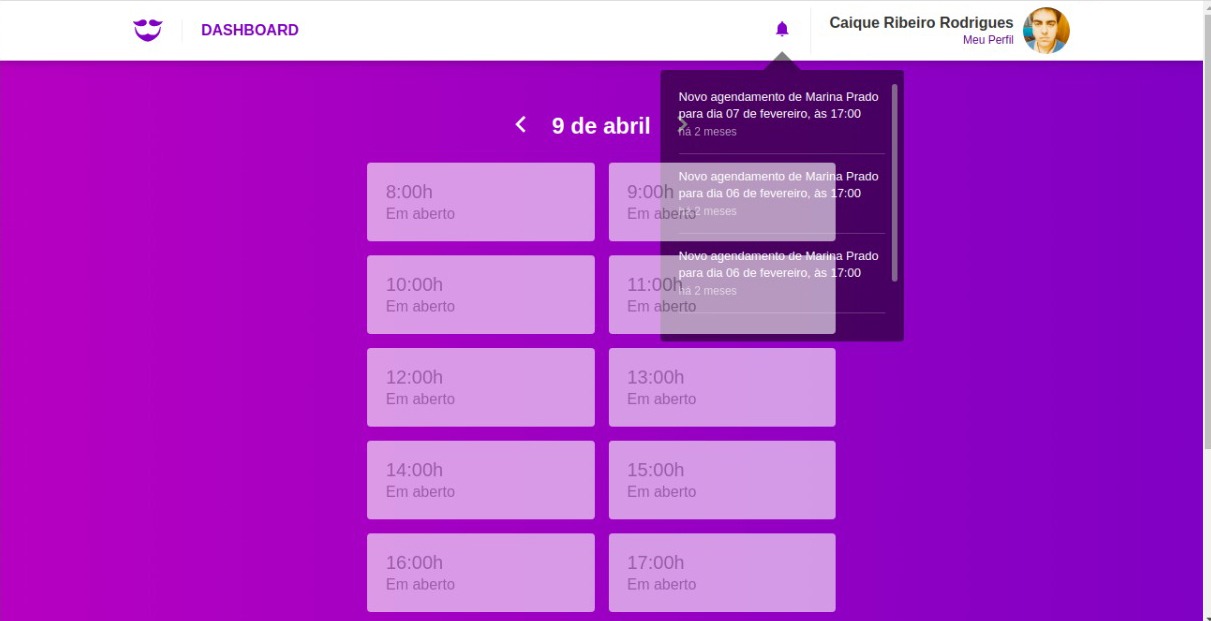 DASHBOARD
Caique Ribeiro Rodrigues
Meu Perfil
9 de abril
Novo agendamento de Marina Prado
para dia 07 de fevereiro, às 17:00
há 2 meses
Novo agendamento de Marina Prado
para dia 06 de fevereiro, às 17:00
há 2 meses
Novo agendamento de Marina Prado
para dia 06 de fevereiro, às 17:00
há 2 meses
8:00h
Em aberto
9:00h
Em aberto
10:00h
Em aberto
11:00h
Em aberto
12:00h
Em aberto
13:00h
Em aberto
14:00h
Em aberto
15:00h
Em aberto
16:00h
Em aberto
17:00h
Em aberto